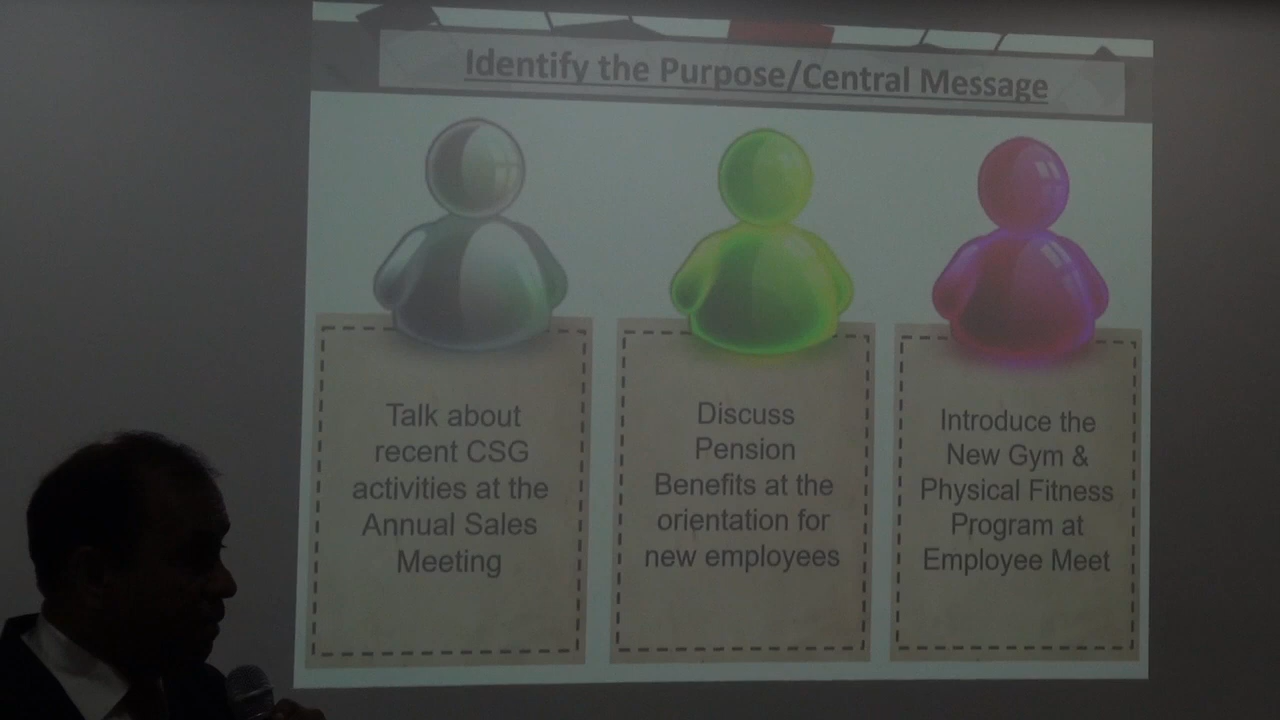 Identify the Purpose/Central Message
Talk about
recent CSG
activities at the
Annual Sales
Meeting
Discuss
Pension
Benefits at the
orientation for
new employees
Introduce the
New Gym &
Physical Fitness
Program at
Employee Meet